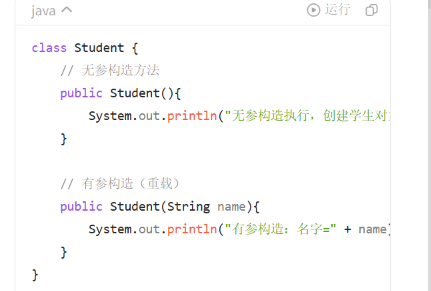 java 运行
class Student {
// 无参构造方法
public Student(){
System.out.println("无参构造执行，创建学生对
}
// 有参构造（重载）
public Student(String name){
System.out.println("有参构造：名字=" + name
}
}